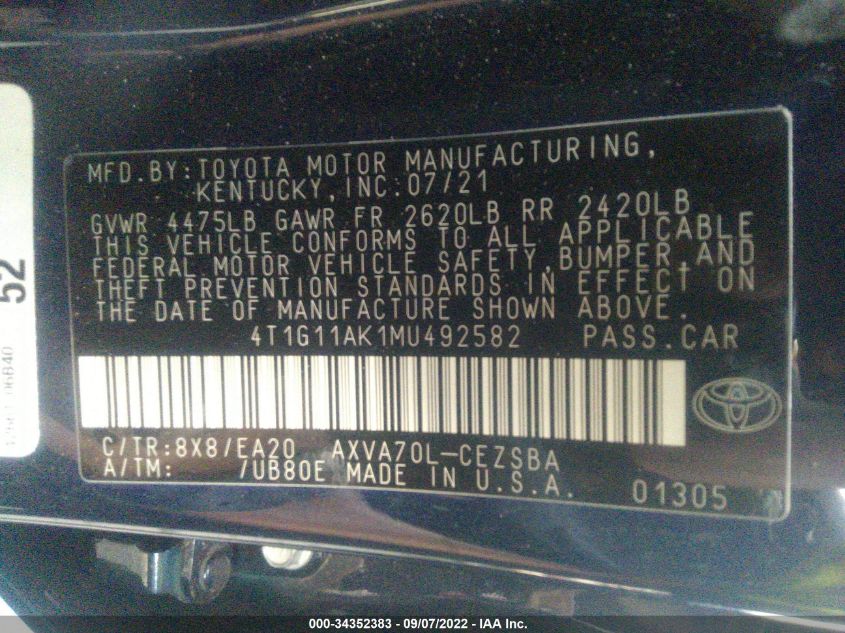 MFD.BY:TOYOTA MOTOR MANUFACTURING,
KENTUCKY,INC.07/21
GVWR 4475LB GAWR FR 2620LB RR 2420LB
THIS VEHICLE CONFORMS TO ALL APPLICABLE
FEDERAL MOTOR VEHICLE SAFETY,BUMPER,AND
THEFT PREVENTION STANDARDS IN EFFECT ON
THE DATE OF MANUFACTURE SHOWN ABOVE.
4T1G11AK1MU492582 PASS.CAR
C/TR:8X8/EA20 AXVA70L-CEZSBA
A/TM: /UB80E MADE IN U.S.A. 01305
52
06840
000-34352383 - 09/07/2022 - IAA Inc.